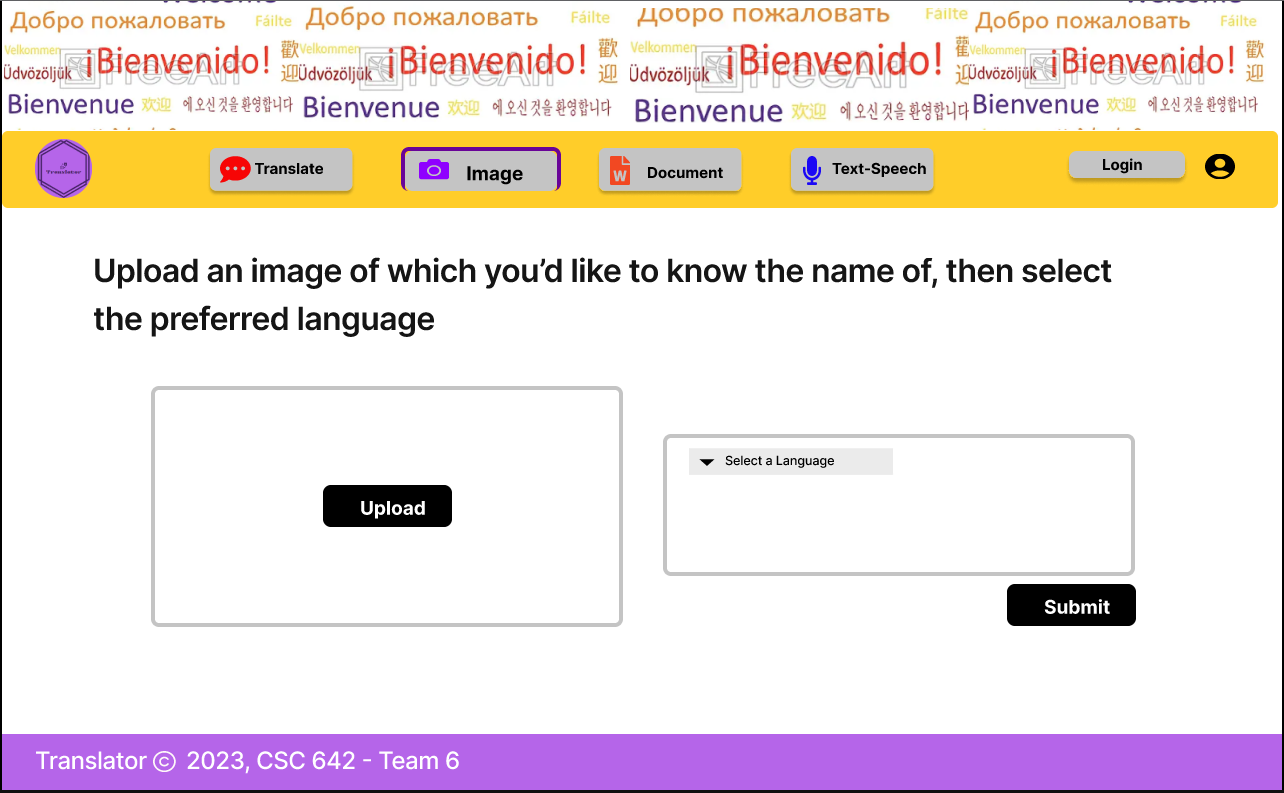 Добро пожаловать Fáilte Добро пожаловать Fáilte Добро пожаловать Fáilte Добро пожаловать Fáilte
Velkommen ¡Bienvenido! 歡迎 Velkommen ¡Bienvenido! 歡迎 Velkommen ¡Bienvenido! 歡迎 Velkommen ¡Bienvenido! 歡迎
Üdvözöljük Üdvözöljük Üdvözöljük Üdvözöljük
Bienvenue 欢迎 에 오신 것을 환영합니다 Bienvenue 欢迎 에 오신 것을 환영합니다 Bienvenue 欢迎 에 오신 것을 환영합니다 Bienvenue 欢迎 에 오신 것을 환영합니다
Translator
Translate
Image
W
Document
Text-Speech
Login
Upload an image of which you’d like to know the name of, then select
the preferred language
Upload
Select a Language
Submit
Translator © 2023, CSC 642 - Team 6